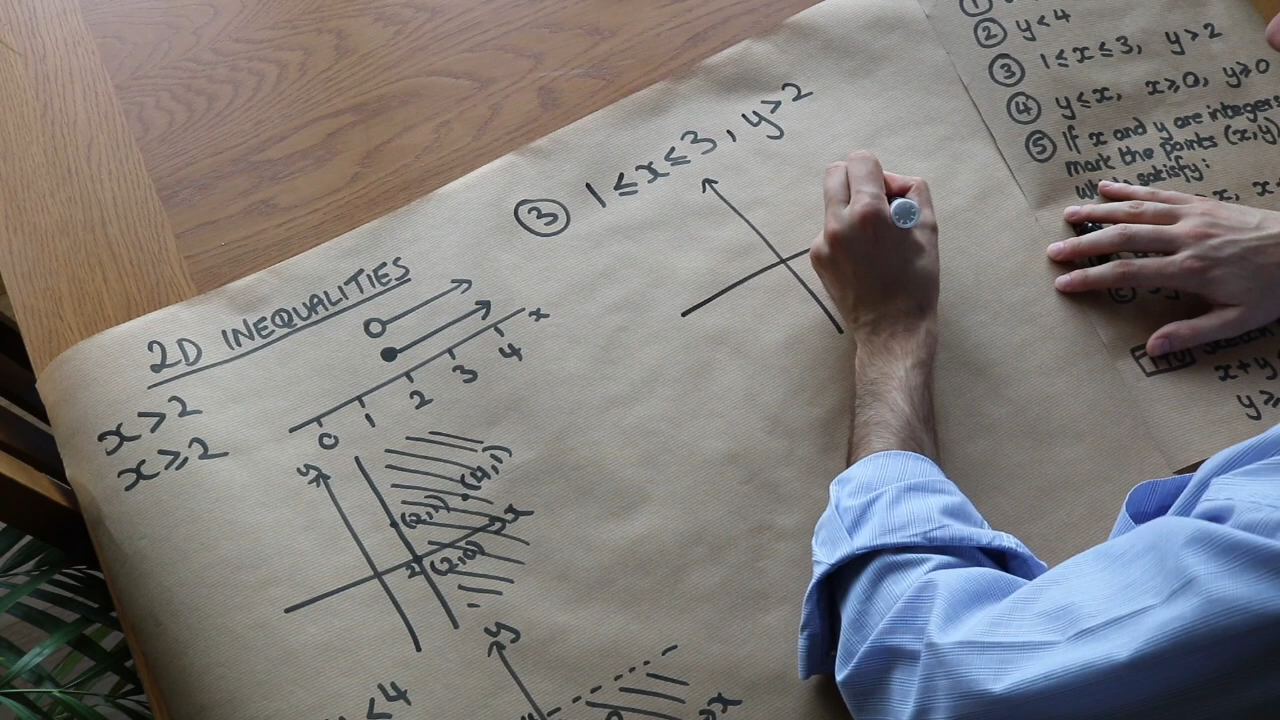 2D INEQUALITIES
x > 2
x ≥ 2
0 1 2 3 4 x
y
(4,1)
(2,1)
x
2 (2,0)
y
< 4
x
③ 1 ≤ x ≤ 3, y > 2
②  y < 4
③ 1 ≤ x ≤ 3, y > 2
④ y ≤ x, x ≥ 0, y ≥ 0
⑤ If x and y are integers
mark the points (x,y)
satisfy:
x, x
x + y
y ≥